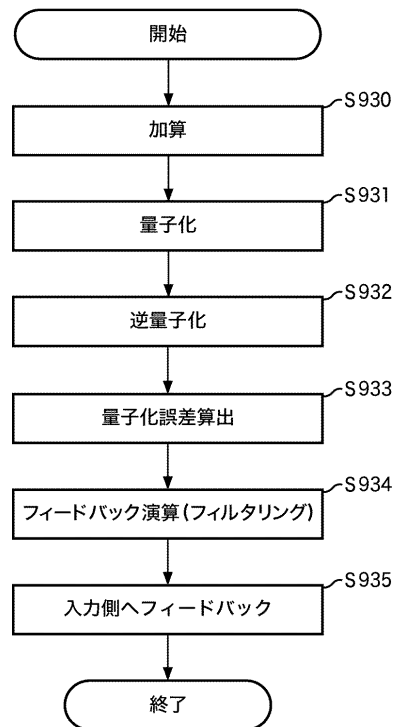 開始
S930
加算
S931
量子化
S932
逆量子化
S933
量子化誤差算出
S934
フィードバック演算(フィルタリング)
S935
入力側へフィードバック
終了